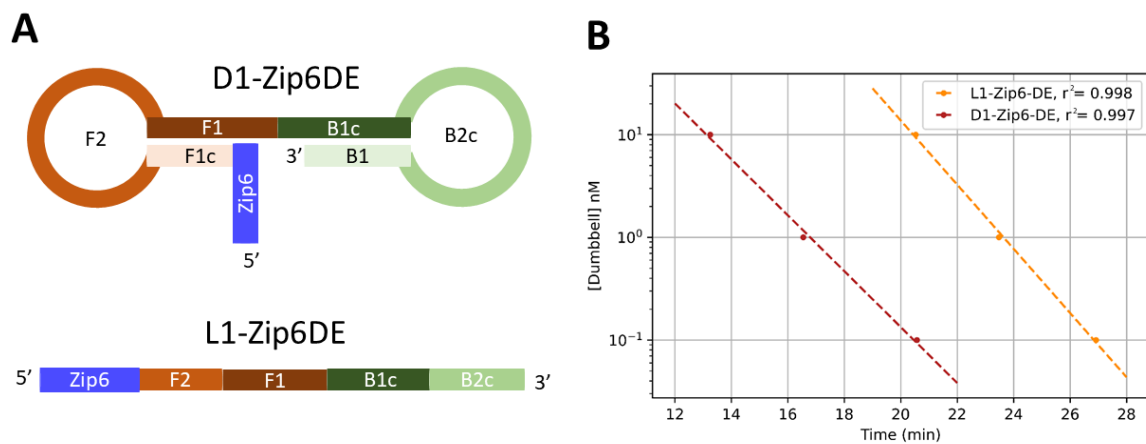 A
D1-Zip6DE
F2
F1
B1c
B2c
F1c
3’
B1
Zip6
5’
L1-Zip6DE
5’
Zip6
F2
F1
B1c
B2c
3’
B
L1-Zip6-DE, r²= 0.998
D1-Zip6-DE, r²= 0.997
[Dumbbell] nM
10¹
10⁰
10⁻¹
12 14 16 18 20 22 24 26 28
Time (min)